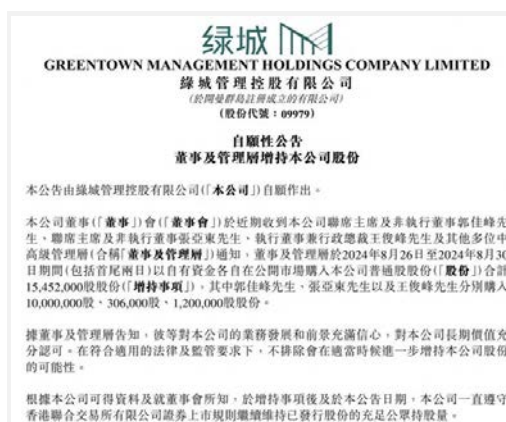 绿城
GREENTOWN MANAGEMENT HOLDINGS COMPANY LIMITED
綠城管理控股有限公司
(於開曼群島註冊成立的有限公司)
(股份代號：09979)
自願性公告
董事及管理層增持本公司股份
本公告由綠城管理控股有限公司(「本公司」)自願作出。
本公司董事(「董事」)會(「董事會」)於近期收到本公司聯席主席及非執行董事郭佳峰先
生、聯席主席及非執行董事張亞東先生、執行董事兼行政總裁王俊峰先生及其他多位中
高級管理層(合稱「董事及管理層」)通知，董事及管理層於2024年8月26日至2024年8月30
日期間(包括首尾兩日)以自有資金各自在公開市場購入本公司普通股股份(「股份」)合計
15,452,000股股份(「增持事項」)，其中郭佳峰先生、張亞東先生以及王俊峰先生分別購入
10,000,000股、306,000股、1,200,000股股份。
據董事及管理層告知，彼等對本公司的業務發展和前景充滿信心，對本公司長期價值充
分認可。在符合適用的法律及監管要求下，不排除會在適當時候進一步增持本公司股份
的可能性。
根據本公司可得資料及就董事會所知，於增持事項後及於本公告日期，本公司一直遵守
香港聯合交易所有限公司證券上市規則繼續維持已發行股份的充足公眾持股量。